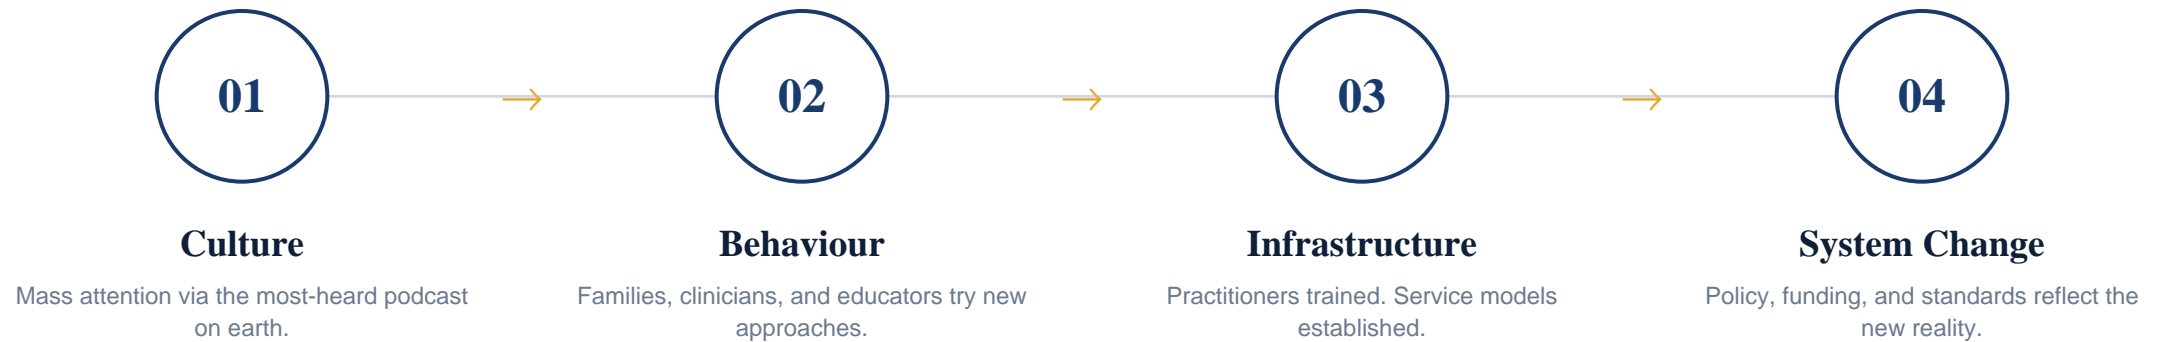 01
02
03
04
Culture
Mass attention via the most-heard podcast
on earth.
Behaviour
Families, clinicians, and educators try new
approaches.
Infrastructure
Practitioners trained. Service models
established.
System Change
Policy, funding, and standards reflect the
new reality.